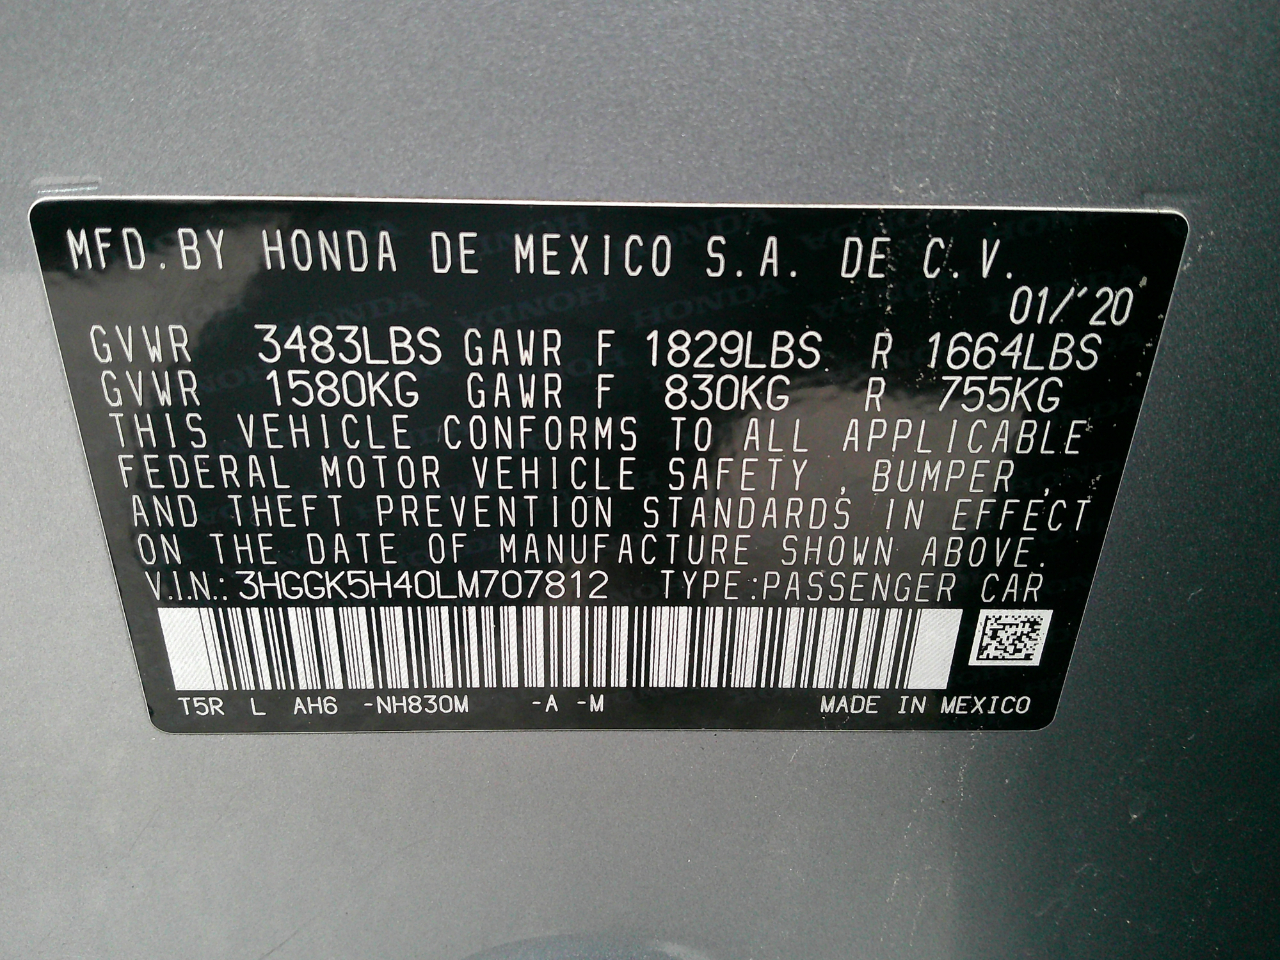 MFD.BY HONDA DE MEXICO S.A. DE C.V.
01/'20
GVWR 3483LBS GAWR F 1829LBS R 1664LBS
GVWR 1580KG GAWR F 830KG R 755KG
THIS VEHICLE CONFORMS TO ALL APPLICABLE
FEDERAL MOTOR VEHICLE SAFETY, BUMPER,
AND THEFT PREVENTION STANDARDS IN EFFECT
ON THE DATE OF MANUFACTURE SHOWN ABOVE.
V.I.N.: 3HGGK5H40LM707812 TYPE:PASSENGER CAR
T5R L AH6 -NH830M -A -M MADE IN MEXICO